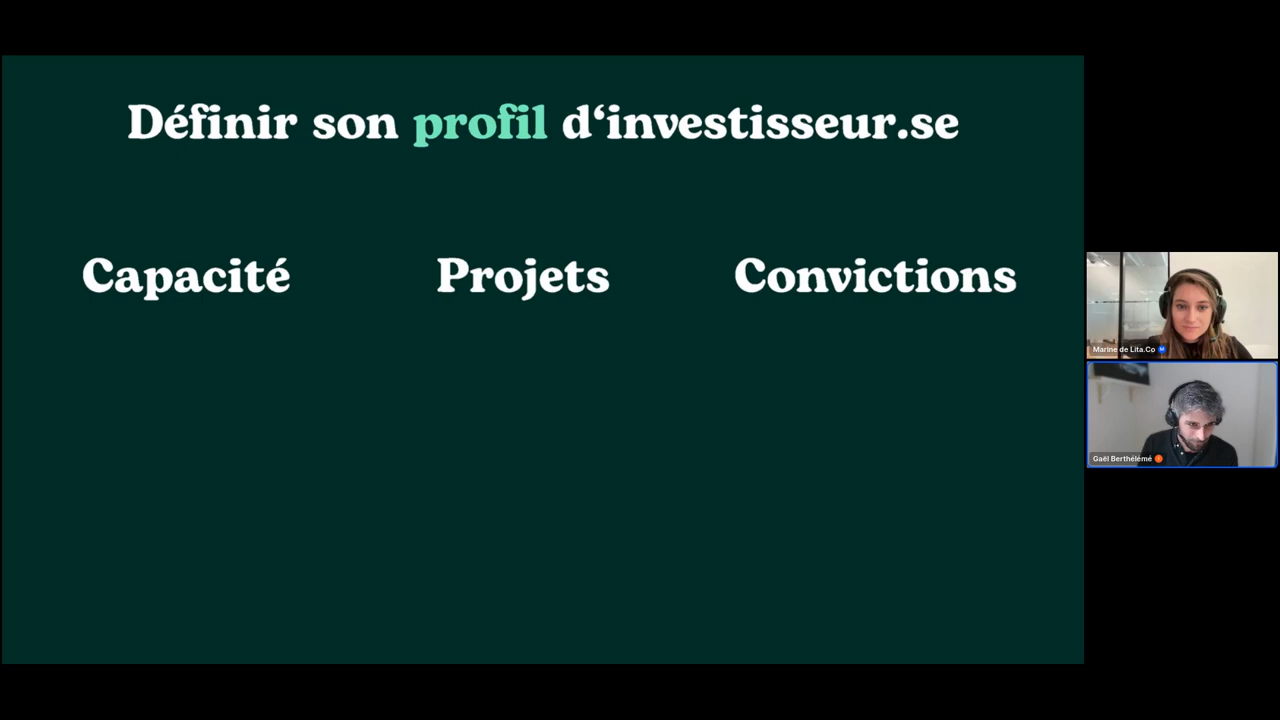 Définir son profil d‘investisseur.se
Capacité
Projets
Convictions
Marine de Lita.Co
Gaël Berthélémé